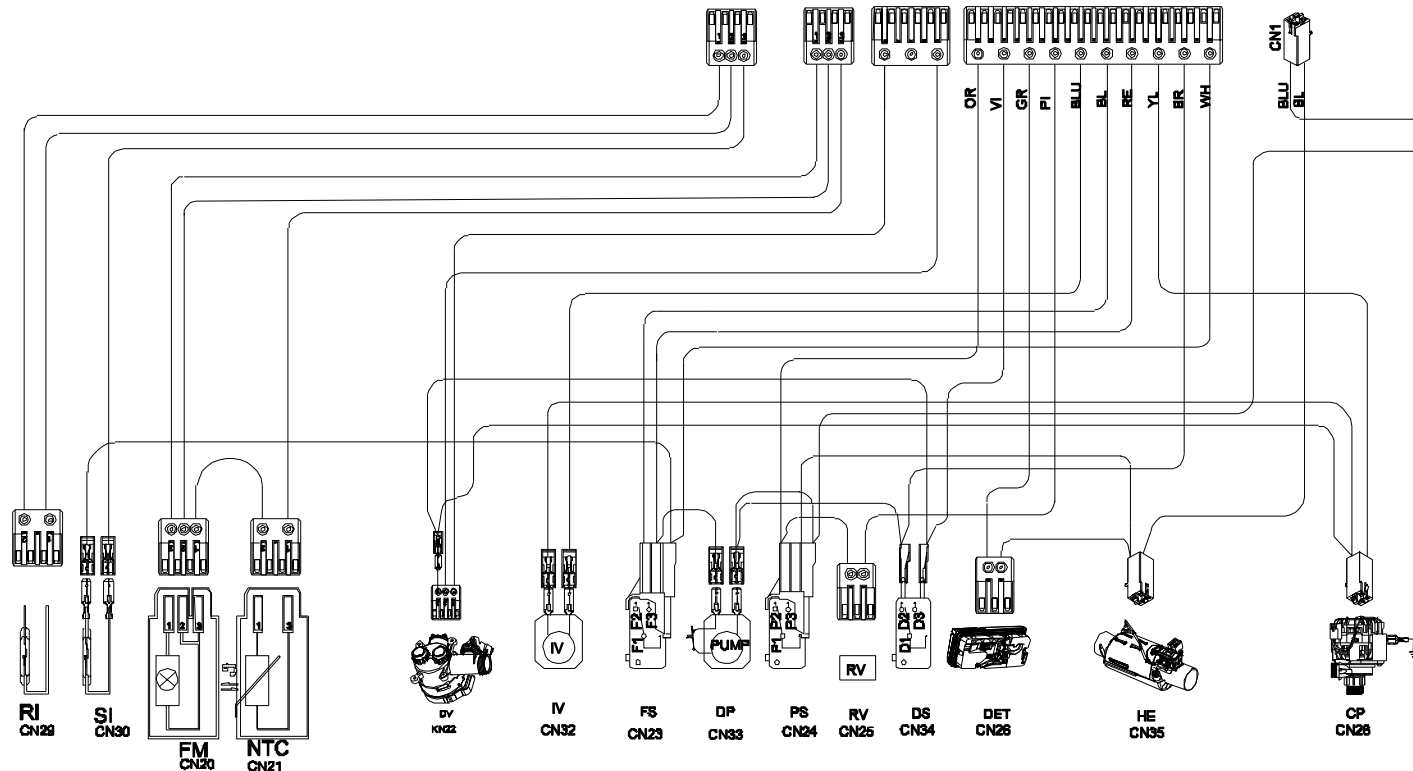 CN1
OR VI GR PI BLU BL RE YL BR WH
BLU BL
1 2 3
1 3
F1 F2 F3
P1 P2 P3
D1 D2 D3
IV
PUMP
RV
RI
CN29
SI
CN30
FM
CN20
NTC
CN21
DV
KN22
IV
CN32
FS
CN23
DP
CN33
PS
CN24
RV
CN25
DS
CN34
DET
CN26
HE
CN35
CP
CN28